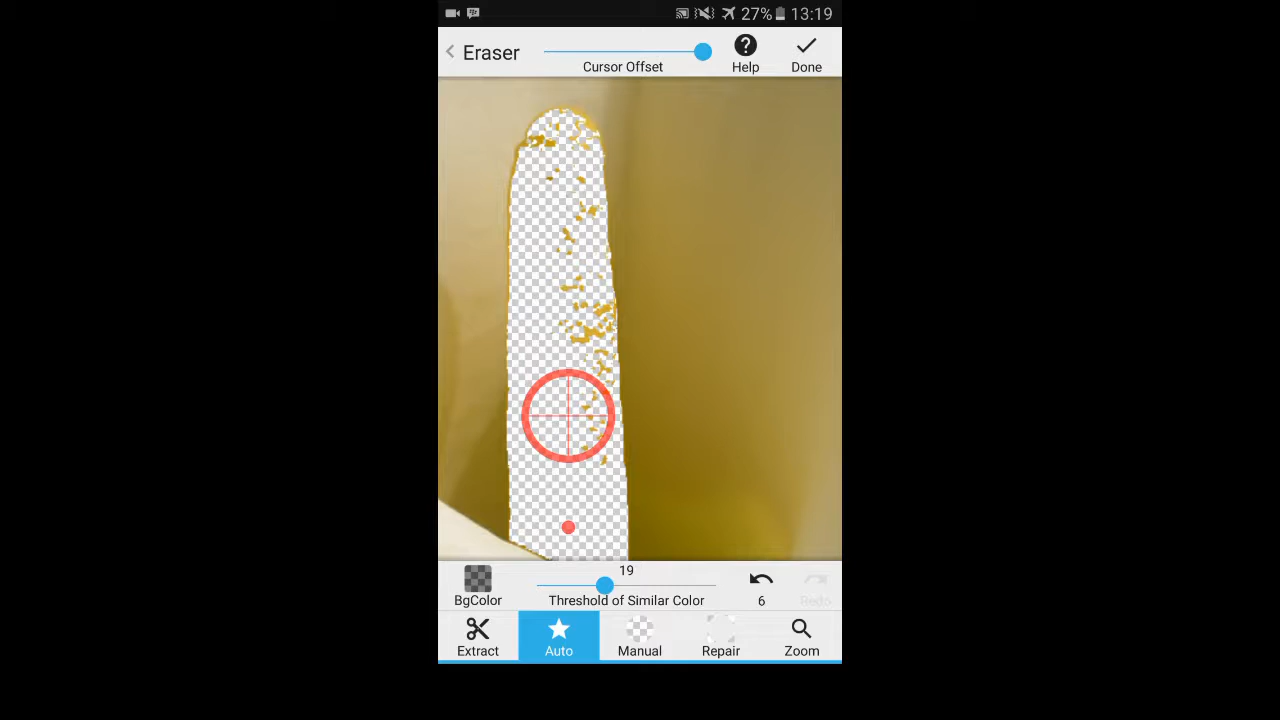 27% 13:19
Eraser
Cursor Offset
Help
Done
BgColor
19
Threshold of Similar Color
6
Redo
Extract
Auto
Manual
Repair
Zoom